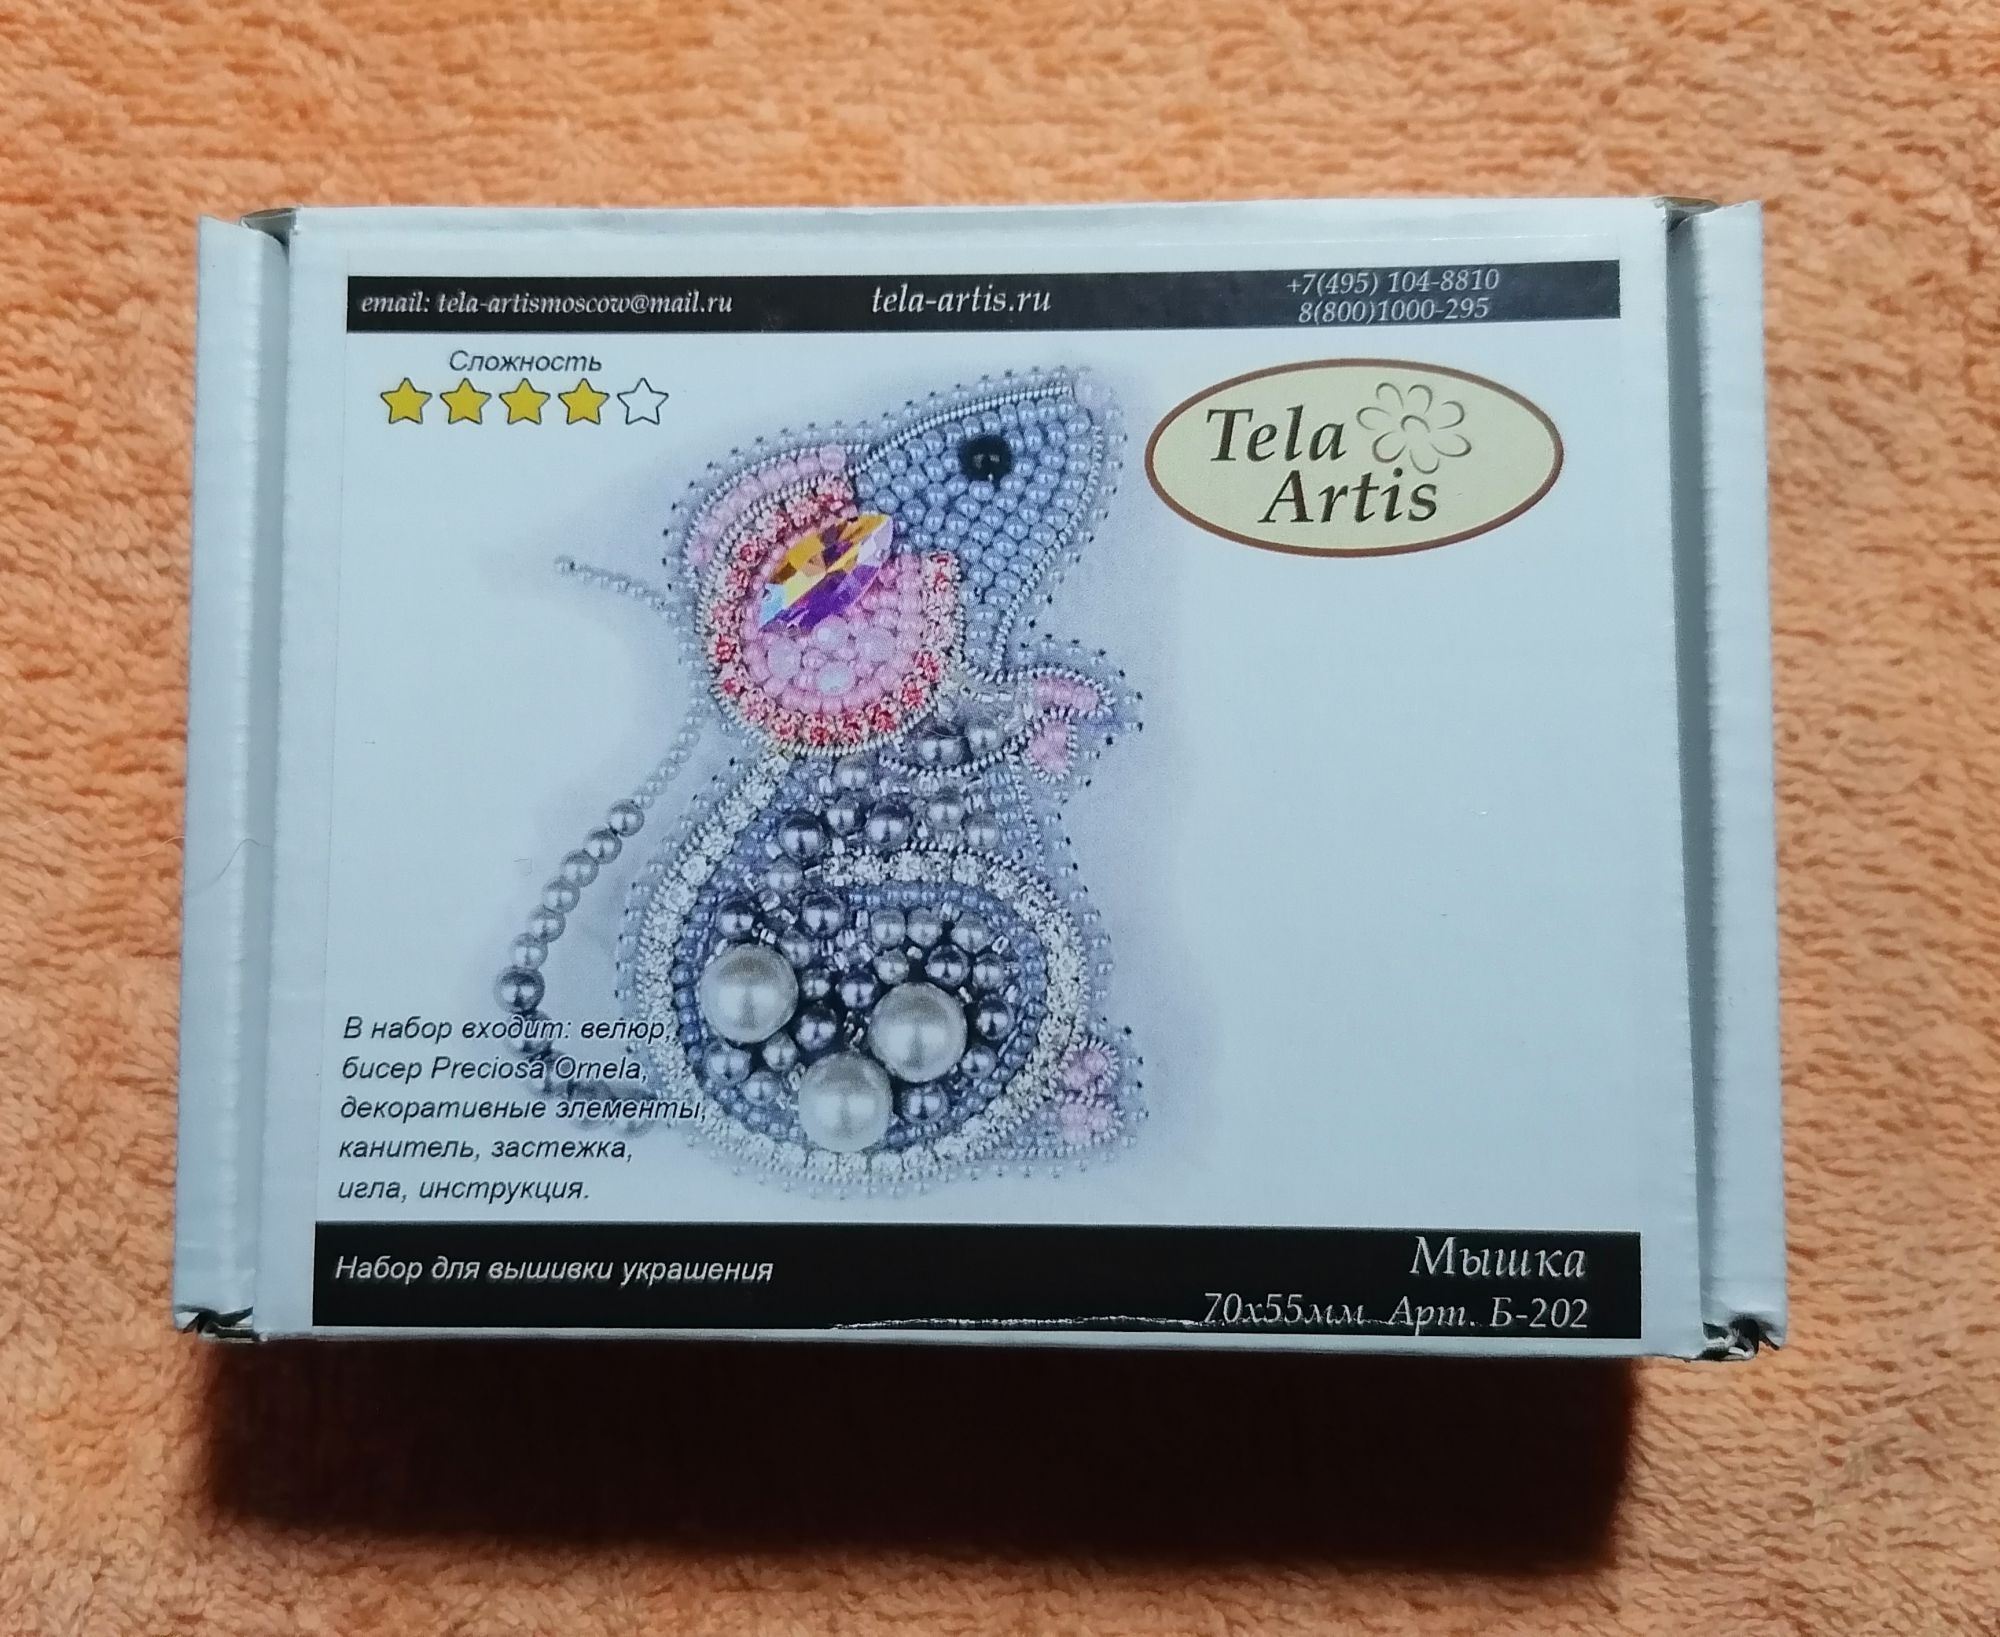 email: tela-artismoscow@mail.ru
tela-artis.ru
+7(495) 104-8810
8(800)1000-295
Сложность
Tela
Artis
В набор входит: велюр,
бисер Preciosa Ornela,
декоративные элементы,
канитель, застежка,
игла, инструкция.
Набор для вышивки украшения
Мышка
70х55мм Арт. Б-202